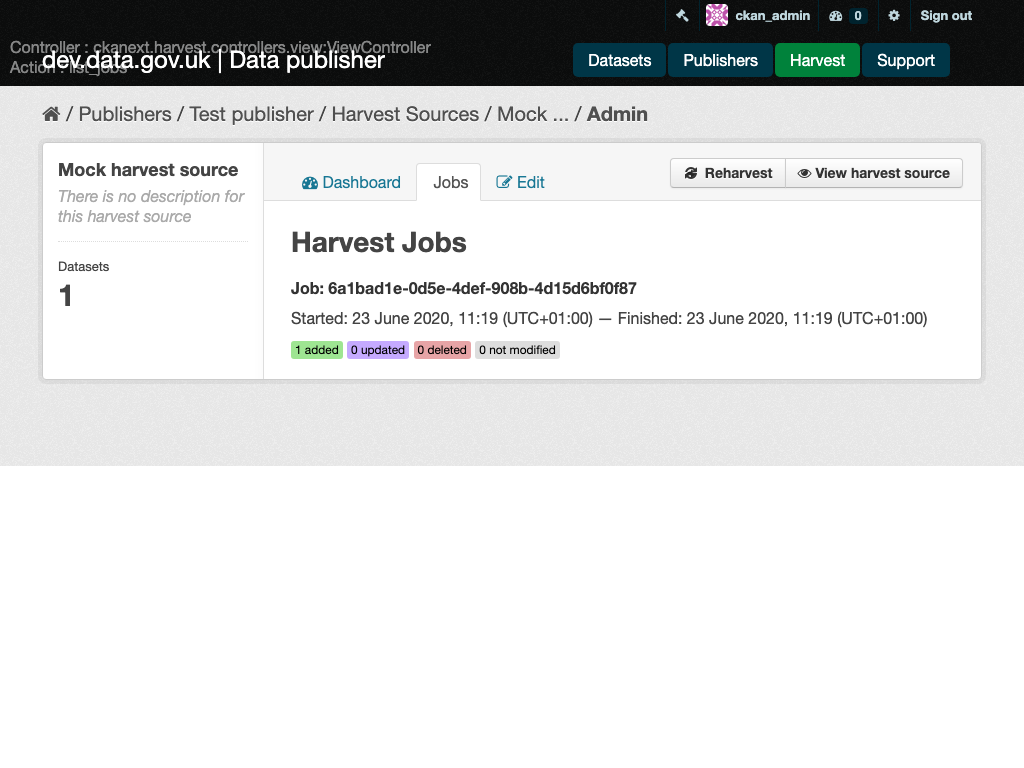 ckan_admin 0 Sign out
Controller : ckanext.harvest.controllers.view:ViewController
Action : list_jobs
dev.data.gov.uk | Data publisher
Datasets Publishers Harvest Support
/ Publishers / Test publisher / Harvest Sources / Mock ... / Admin
Mock harvest source
There is no description for
this harvest source
Datasets
1
Dashboard Jobs Edit
Reharvest View harvest source
Harvest Jobs
Job: 6a1bad1e-0d5e-4def-908b-4d15d6bf0f87
Started: 23 June 2020, 11:19 (UTC+01:00) — Finished: 23 June 2020, 11:19 (UTC+01:00)
1 added 0 updated 0 deleted 0 not modified